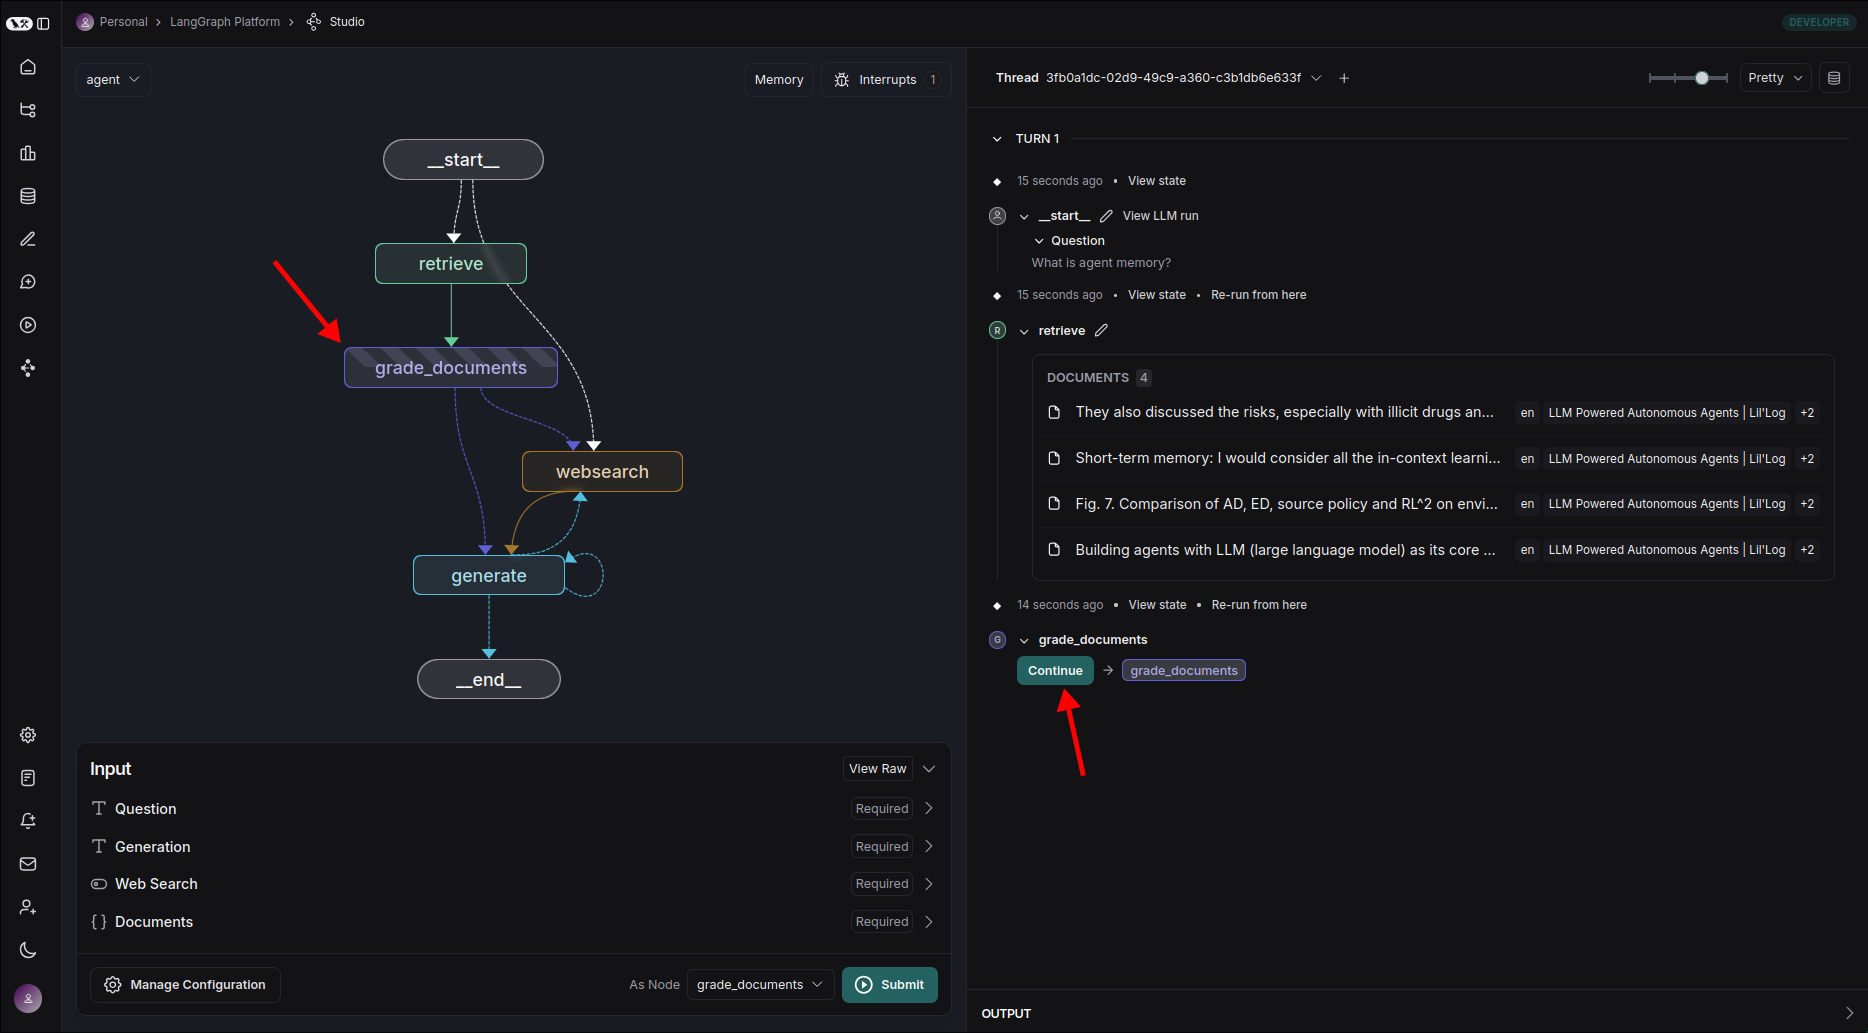 Personal > LangGraph Platform > Studio
DEVELOPER
agent
Memory
Interrupts 1
__start__
retrieve
grade_documents
websearch
generate
__end__
Input
View Raw
Question Required
Generation Required
Web Search Required
Documents Required
Manage Configuration
As Node grade_documents
Submit
Thread 3fb0a1dc-02d9-49c9-a360-c3b1db6e633f
Pretty
TURN 1
15 seconds ago • View state
__start__ View LLM run
Question
What is agent memory?
15 seconds ago • View state • Re-run from here
R retrieve
DOCUMENTS 4
They also discussed the risks, especially with illicit drugs an... en LLM Powered Autonomous Agents | Lil'Log +2
Short-term memory: I would consider all the in-context learni... en LLM Powered Autonomous Agents | Lil'Log +2
Fig. 7. Comparison of AD, ED, source policy and RL^2 on envi... en LLM Powered Autonomous Agents | Lil'Log +2
Building agents with LLM (large language model) as its core ... en LLM Powered Autonomous Agents | Lil'Log +2
14 seconds ago • View state • Re-run from here
G grade_documents
Continue → grade_documents
OUTPUT